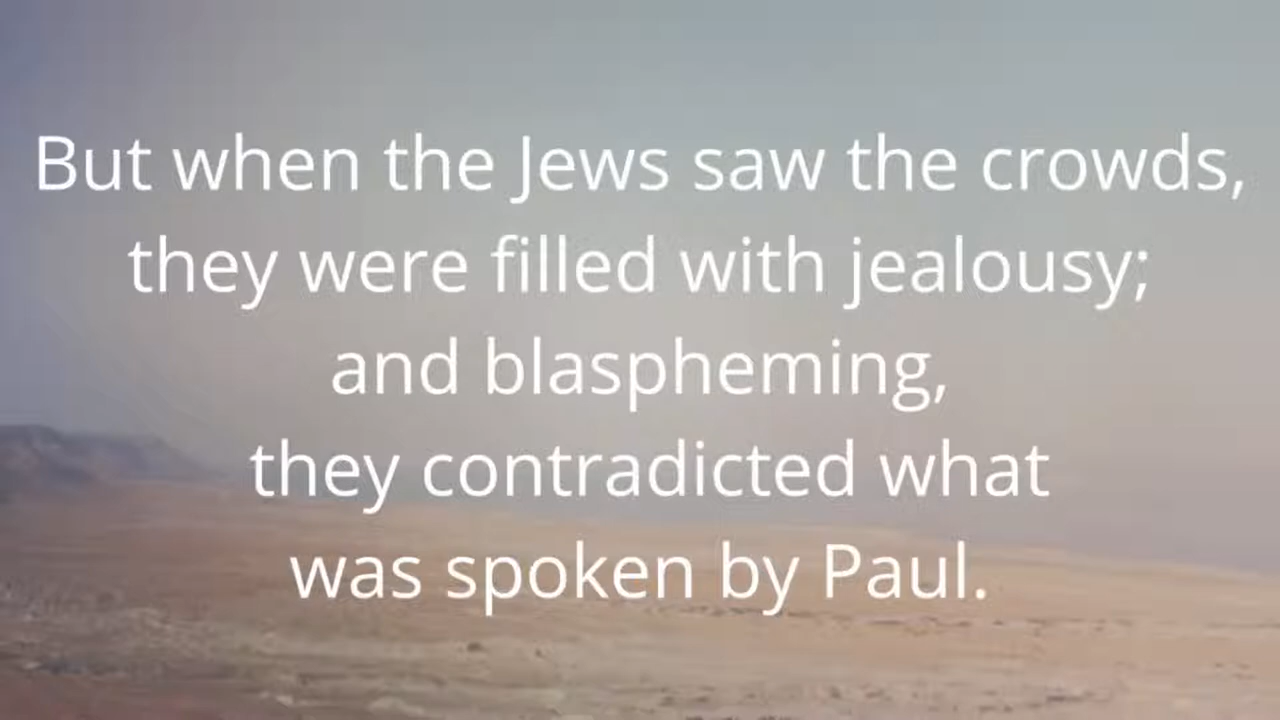 But when the Jews saw the crowds,
they were filled with jealousy;
and blaspheming,
they contradicted what
was spoken by Paul.